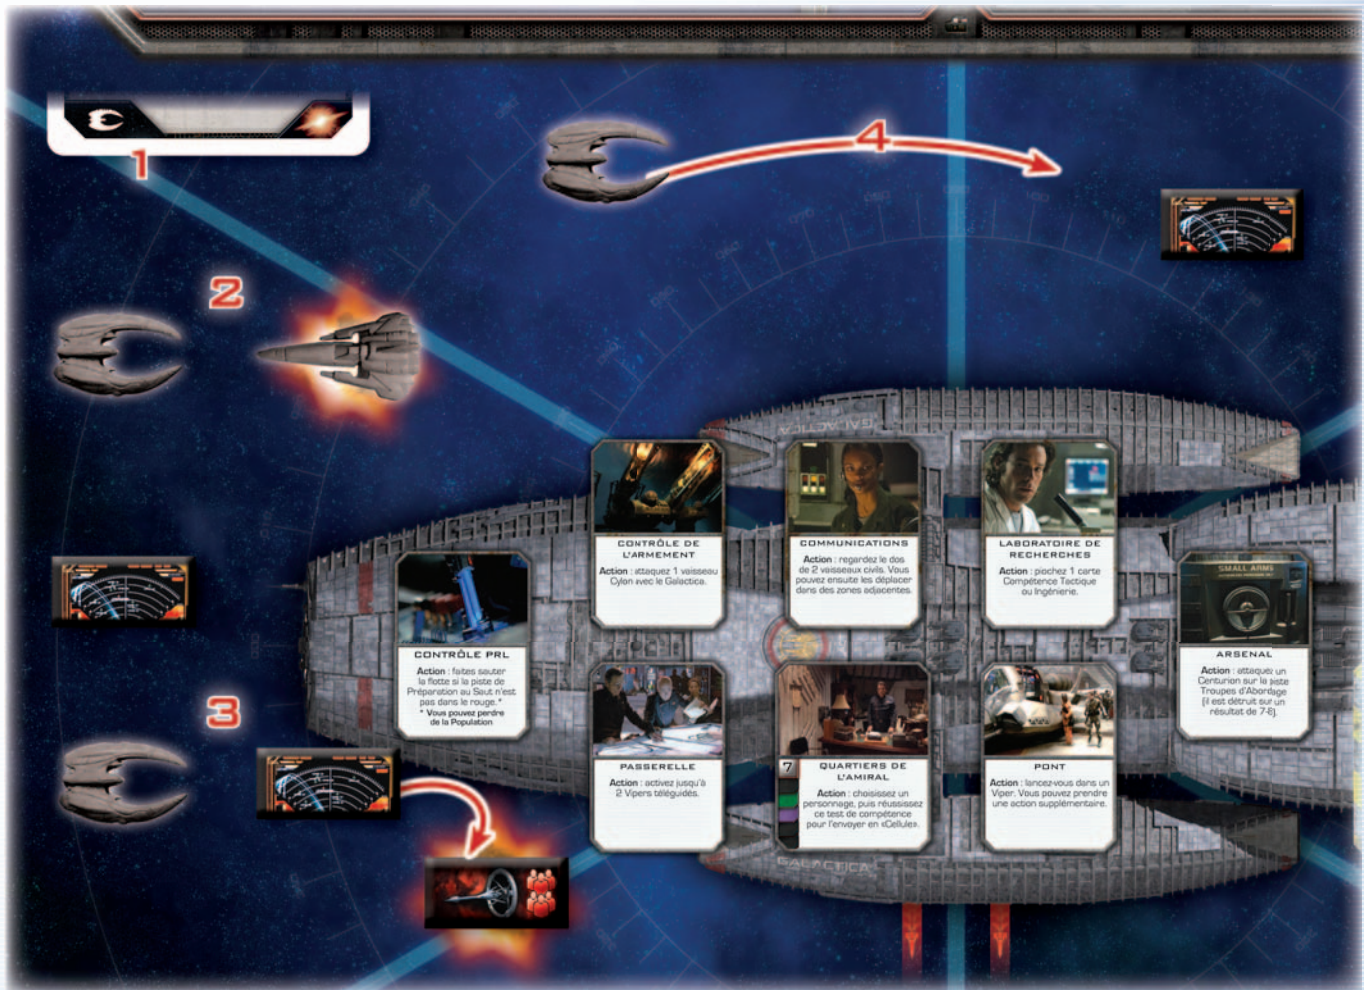 1
4
2
GALACTICA
CONTRÔLE DE
L'ARMEMENT
Action : attaquez 1 vaisseau
Cylon avec le Galactica.
COMMUNICATIONS
Action : regardez le dos
de 2 vaisseaux civils. Vous
pouvez ensuite les déplacer
dans des zones adjacentes.
LABORATOIRE DE
RECHERCHES
Action : piochez 1 carte
Compétence Tactique
ou Ingénierie.
CONTRÔLE PRL
Action : faites sauter
la flotte si la piste de
Préparation au Saut n'est
pas dans le rouge.*
* Vous pouvez perdre
de la Population
SMALL ARMS
ARSENAL
Action : attaquez un
Centurion sur la piste
Troupes d'Abordage
(il est détruit sur un
résultat de 7-8).
3
PASSERELLE
Action : activez jusqu'à
2 Vipers téléguidés.
7
QUARTIERS DE
L'AMIRAL
Action : choisissez un
personnage, puis réussissez
ce test de compétence
pour l'envoyer en «Cellule».
PONT
Action : lancez-vous dans un
Viper. Vous pouvez prendre
une action supplémentaire.
GALACTICA